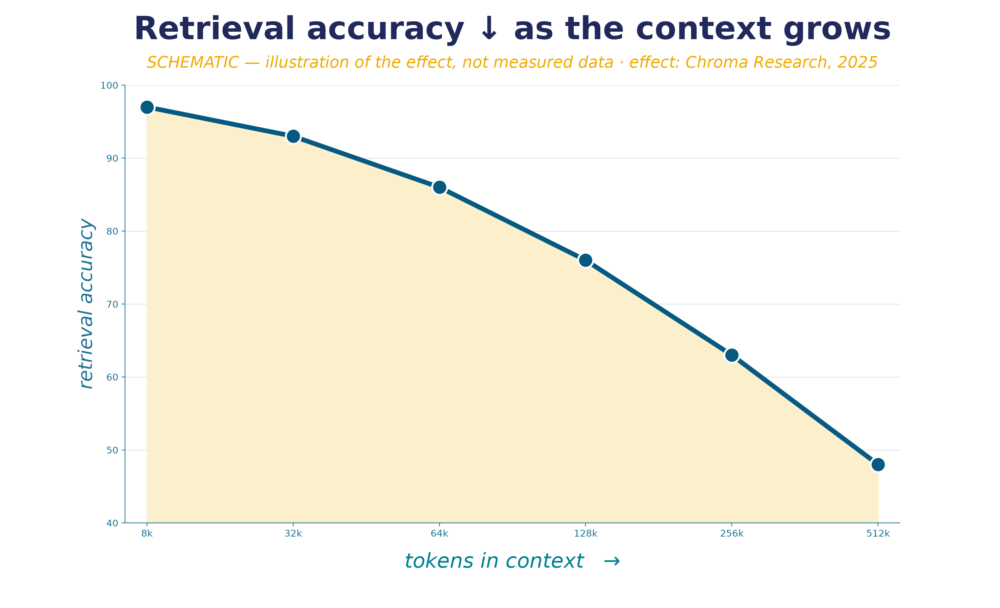 Retrieval accuracy ↓ as the context grows
SCHEMATIC — illustration of the effect, not measured data · effect: Chroma Research, 2025
100
90
80
70
60
50
40
retrieval accuracy
8k 32k 64k 128k 256k 512k
tokens in context →